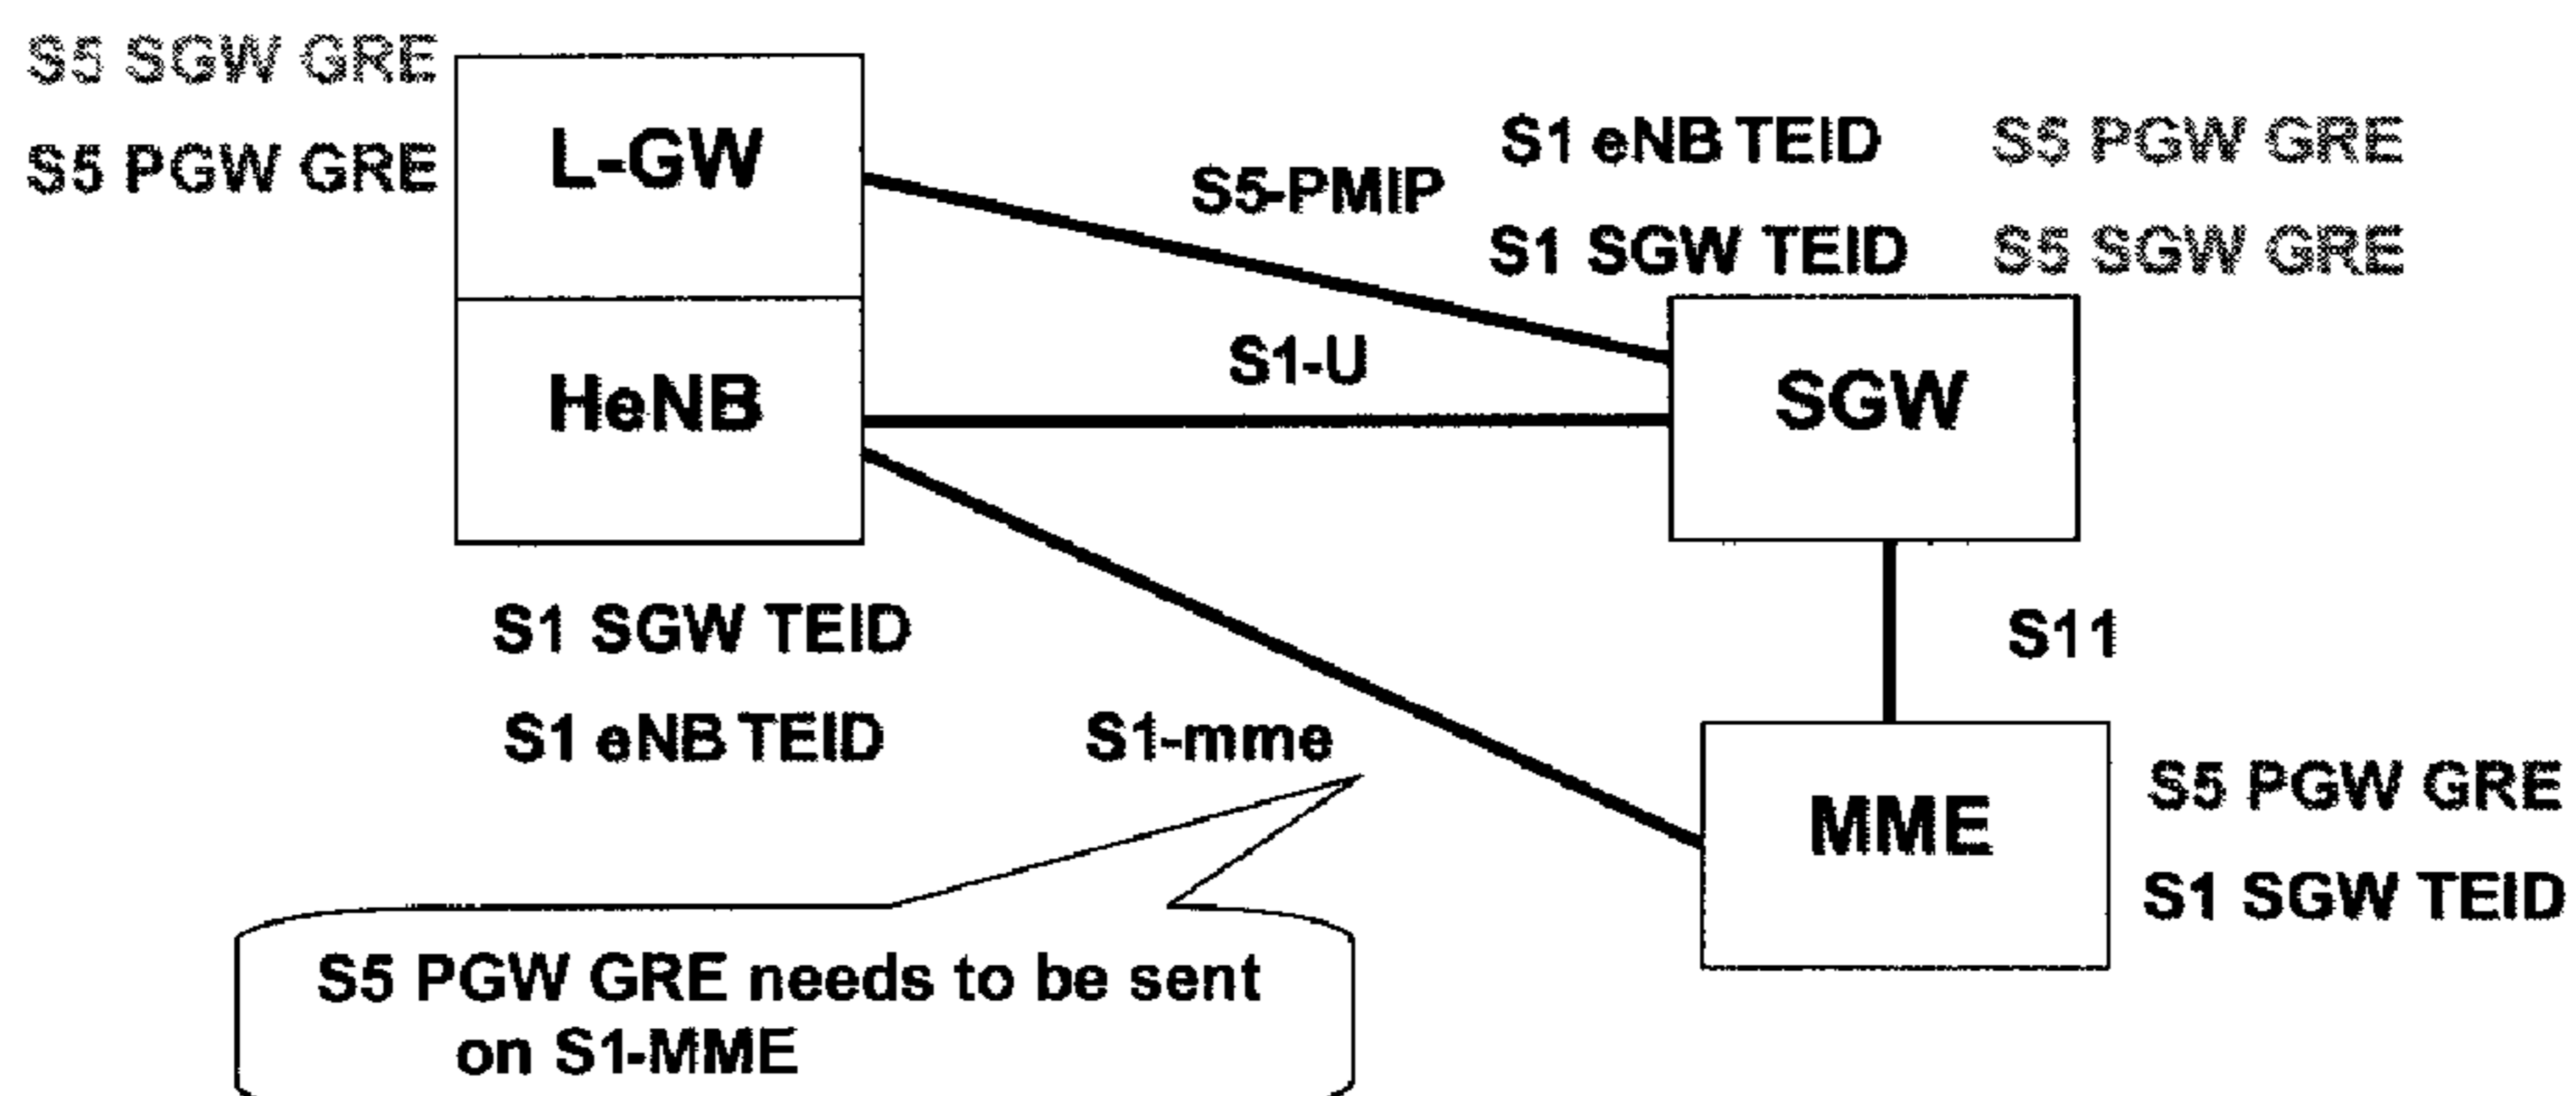 S5 SGW GRE
S5 PGW GRE
L-GW
HeNB
S5-PMIP
S1 eNB TEID
S5 PGW GRE
S1 SGW TEID
S5 SGW GRE
S1-U
SGW
S1 SGW TEID
S1 eNB TEID
S11
S1-mme
MME
S5 PGW GRE
S1 SGW TEID
S5 PGW GRE needs to be sent
on S1-MME